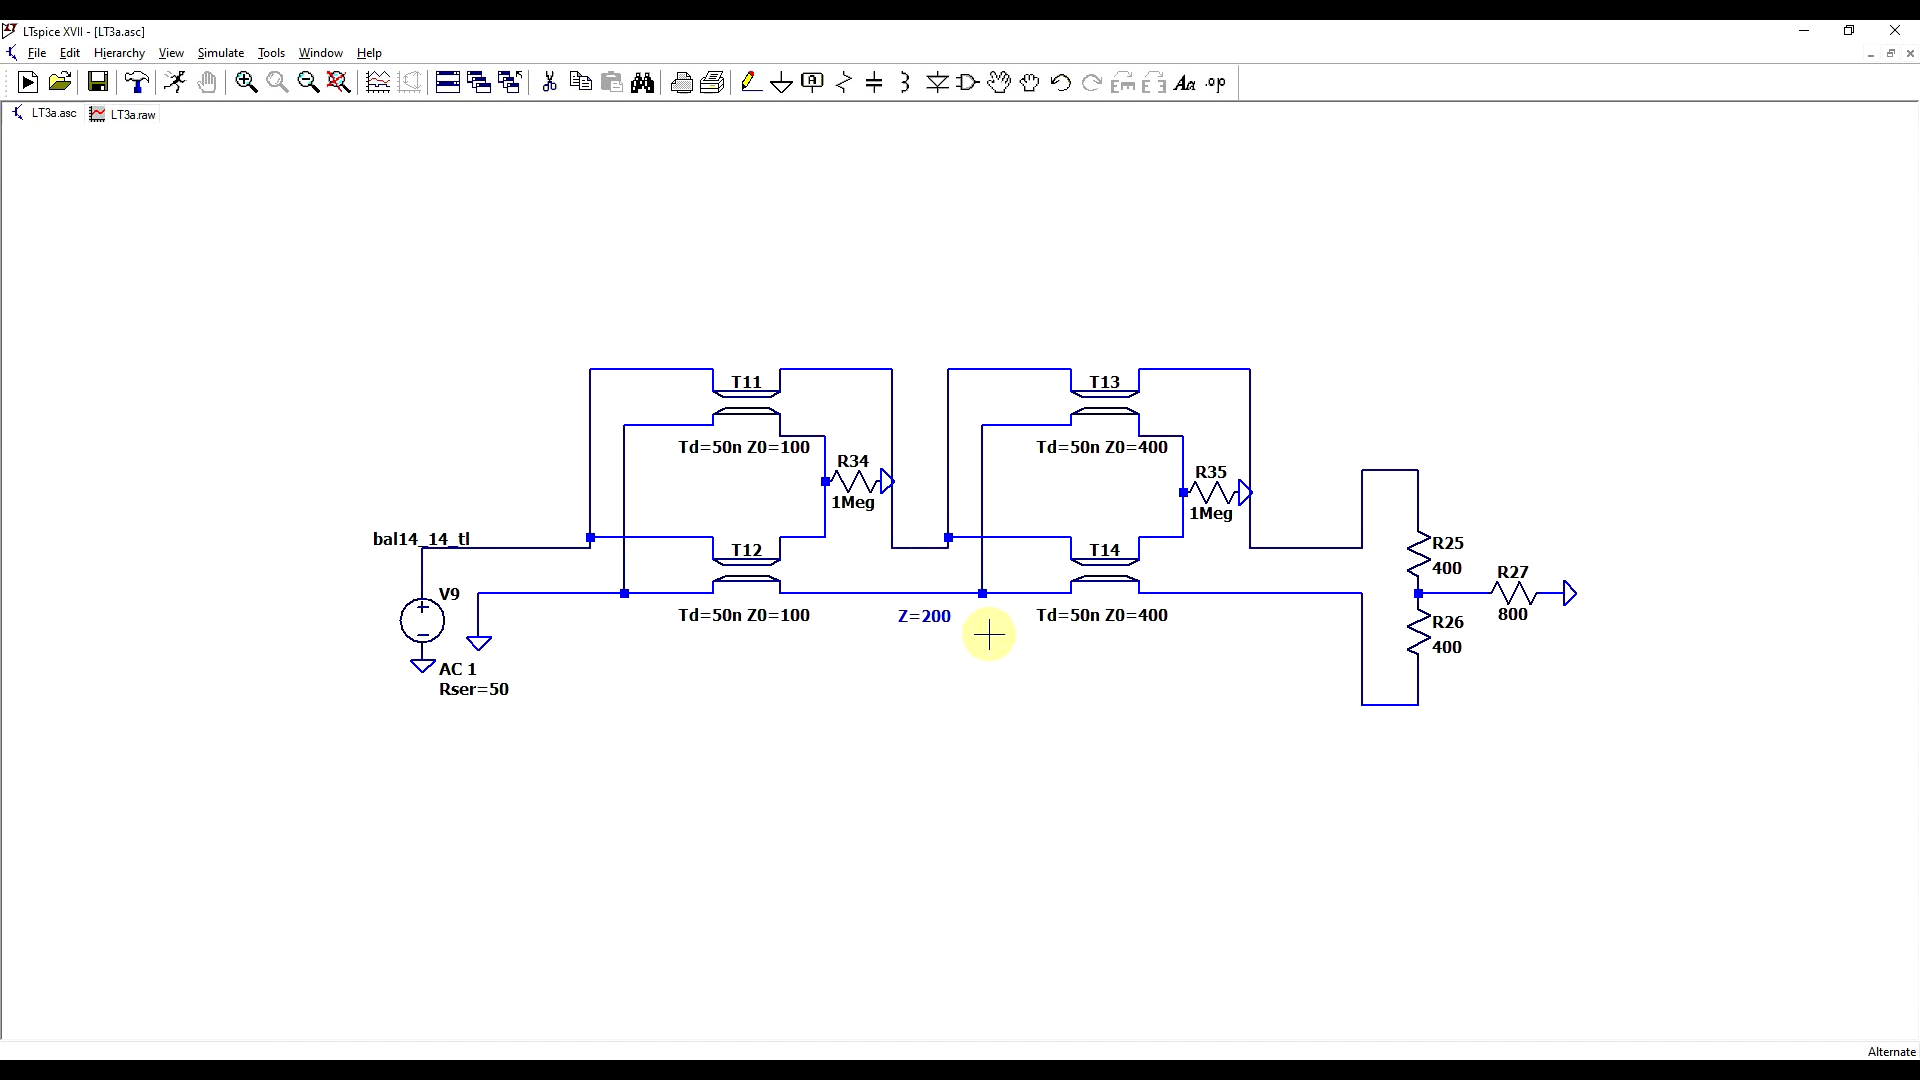 LTspice XVII - [LT3a.asc]
File Edit Hierarchy View Simulate Tools Window Help
A Aa .op
LT3a.asc LT3a.raw
T11
Td=50n Z0=100
R34
1Meg
T13
Td=50n Z0=400
R35
1Meg
bal14_14_tl
T12
Td=50n Z0=100
V9
AC 1
Rser=50
Z=200
T14
Td=50n Z0=400
R25
400
R26
400
R27
800
Alternate